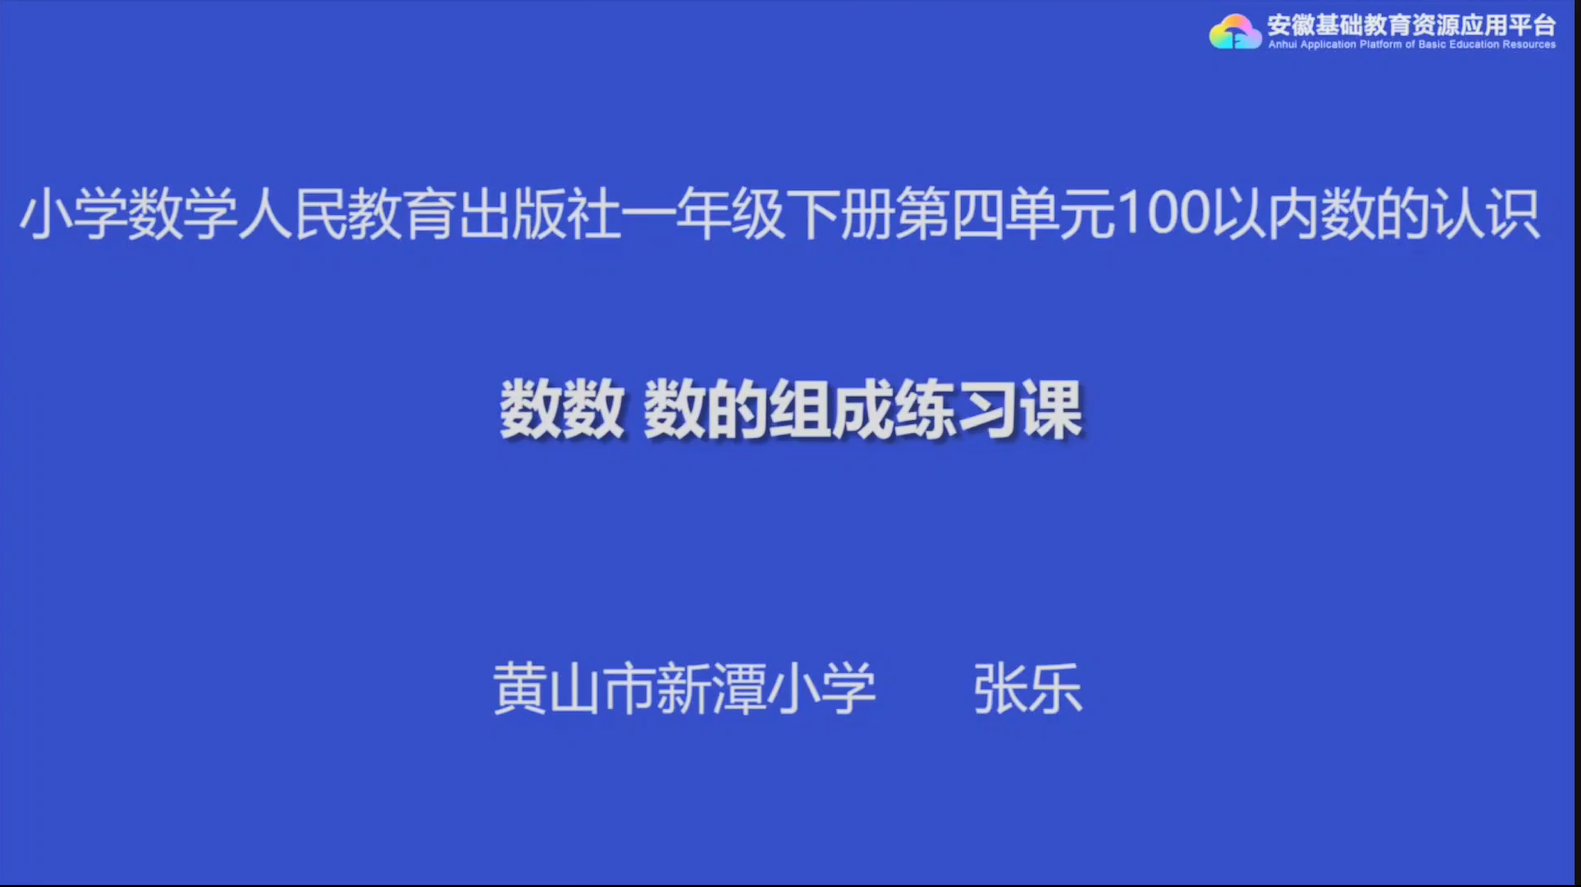 安徽基础教育资源应用平台
Anhui Application Platform of Basic Education Resources
小学数学人民教育出版社一年级下册第四单元100以内数的认识
数数 数的组成练习课
黄山市新潭小学 张乐